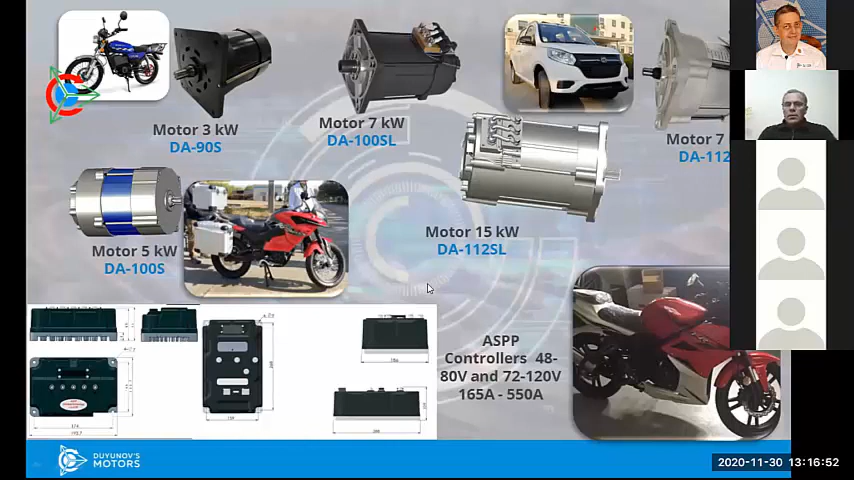 Motor 3 kW
DA-90S
Motor 7 kW
DA-100SL
Motor 7
DA-112
Motor 5 kW
DA-100S
Motor 15 kW
DA-112SL
ASPP
Controllers 48-
80V and 72-120V
165A - 550A
DUYUNOV'S
MOTORS
2020-11-30 13:16:52